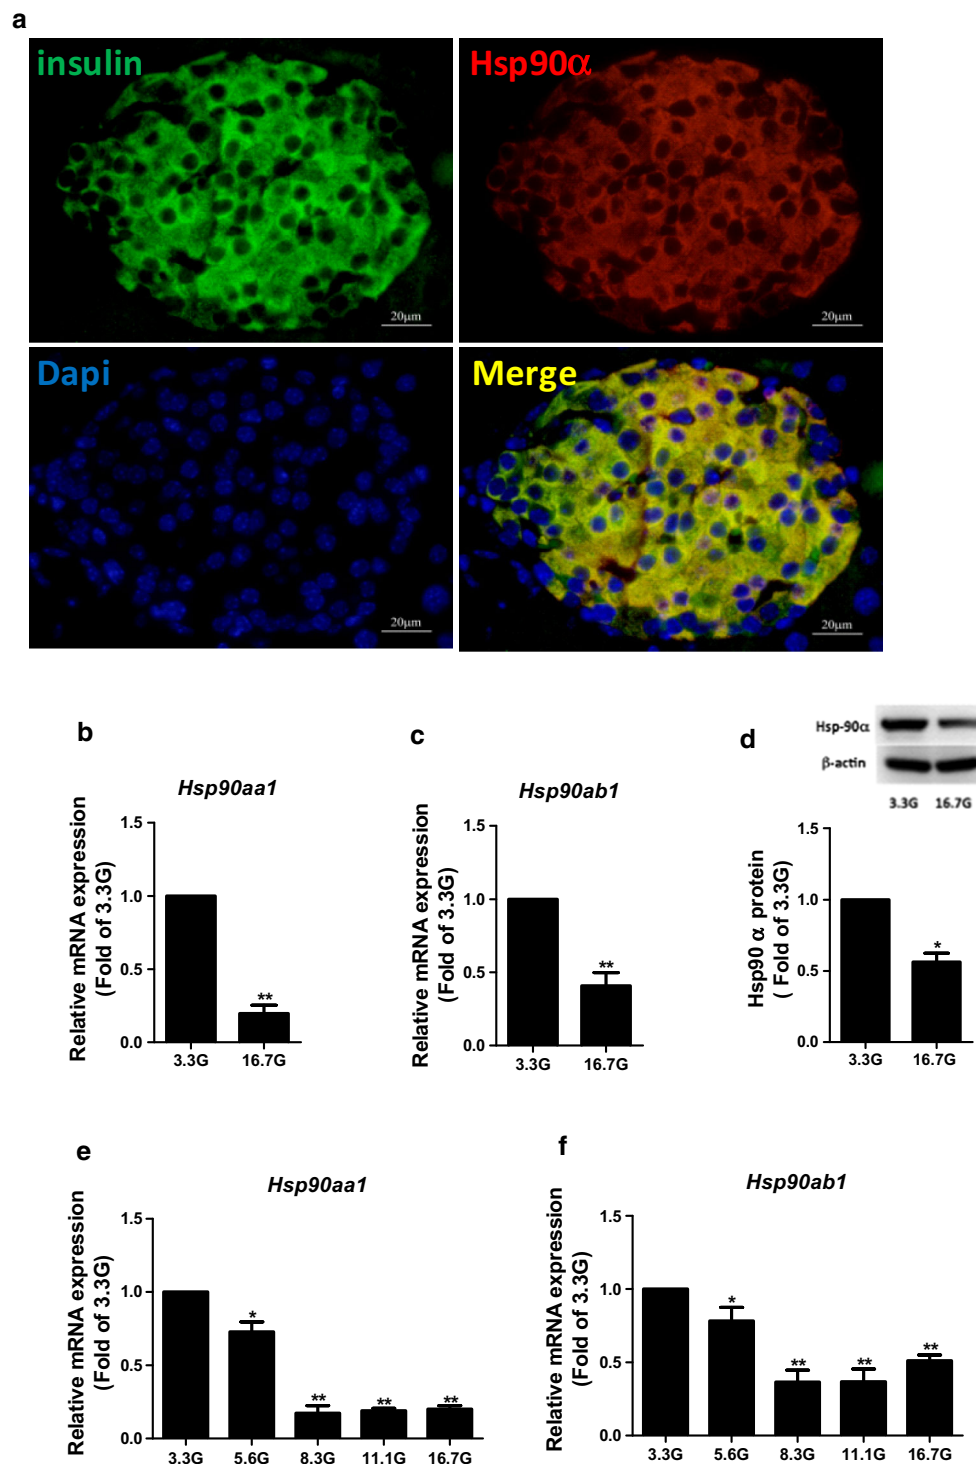 a
insulin
Hsp90α
20μm
20μm
Dapi
Merge
20μm
20μm
b
Hsp90aa1
Relative mRNA expression
(Fold of 3.3G)
1.5
1.0
0.5
0.0
**
3.3G 16.7G
c
Hsp90ab1
Relative mRNA expression
(Fold of 3.3G)
1.5
1.0
0.5
0.0
**
3.3G 16.7G
d
Hsp-90α
β-actin
3.3G 16.7G
Hsp90 α protein
( Fold of 3.3G)
1.5
1.0
0.5
0.0
*
3.3G 16.7G
e
Hsp90aa1
Relative mRNA expression
(Fold of 3.3G)
1.5
1.0
0.5
0.0
*
** ** **
3.3G 5.6G 8.3G 11.1G 16.7G
f
Hsp90ab1
Relative mRNA expression
(Fold of 3.3G)
1.5
1.0
0.5
0.0
*
** ** **
3.3G 5.6G 8.3G 11.1G 16.7G